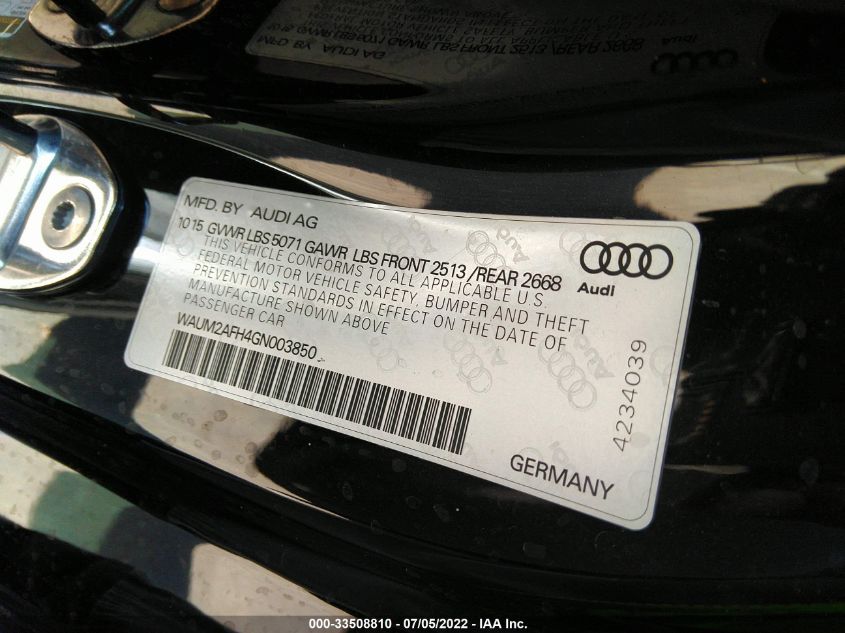 MFD. BY AUDI AG
10 15 GVWR LBS 5071 GAWR LBS FRONT 2513 /REAR 2668
THIS VEHICLE CONFORMS TO ALL APPLICABLE U.S.
FEDERAL MOTOR VEHICLE SAFETY, BUMPER AND THEFT
PREVENTION STANDARDS IN EFFECT ON THE DATE OF
MANUFACTURE SHOWN ABOVE
PASSENGER CAR
WAUM2AFH4GN003850
Audi
4234039
GERMANY
000-33508810 - 07/05/2022 - IAA Inc.